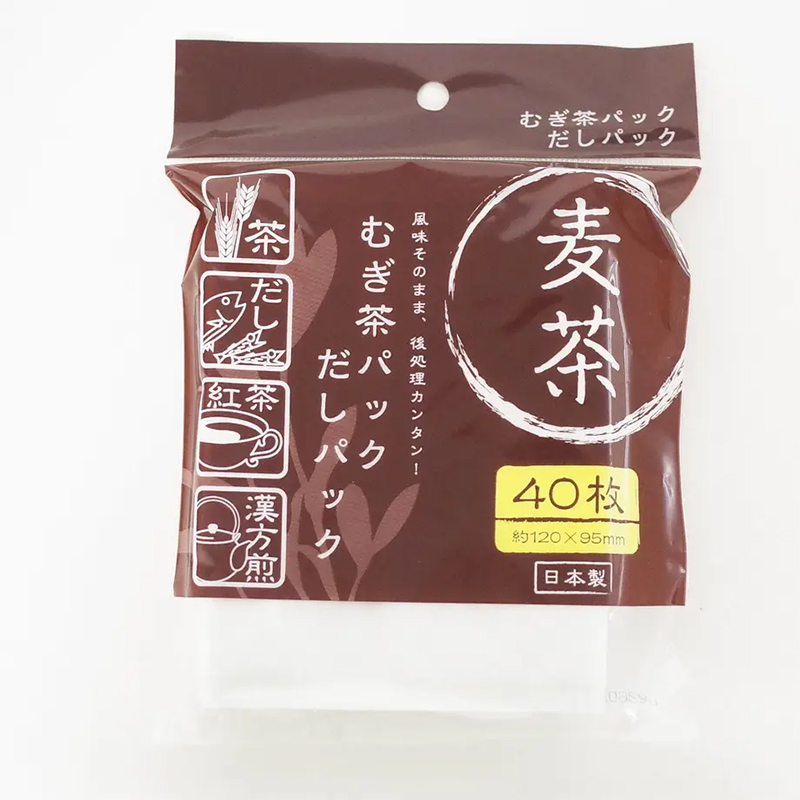 むぎ茶パック
だしパック
麦茶
風味そのまま、後処理カンタン!
むぎ茶パック
だしパック
茶
だし
紅茶
漢方煎
40枚
約120×95mm
日本製